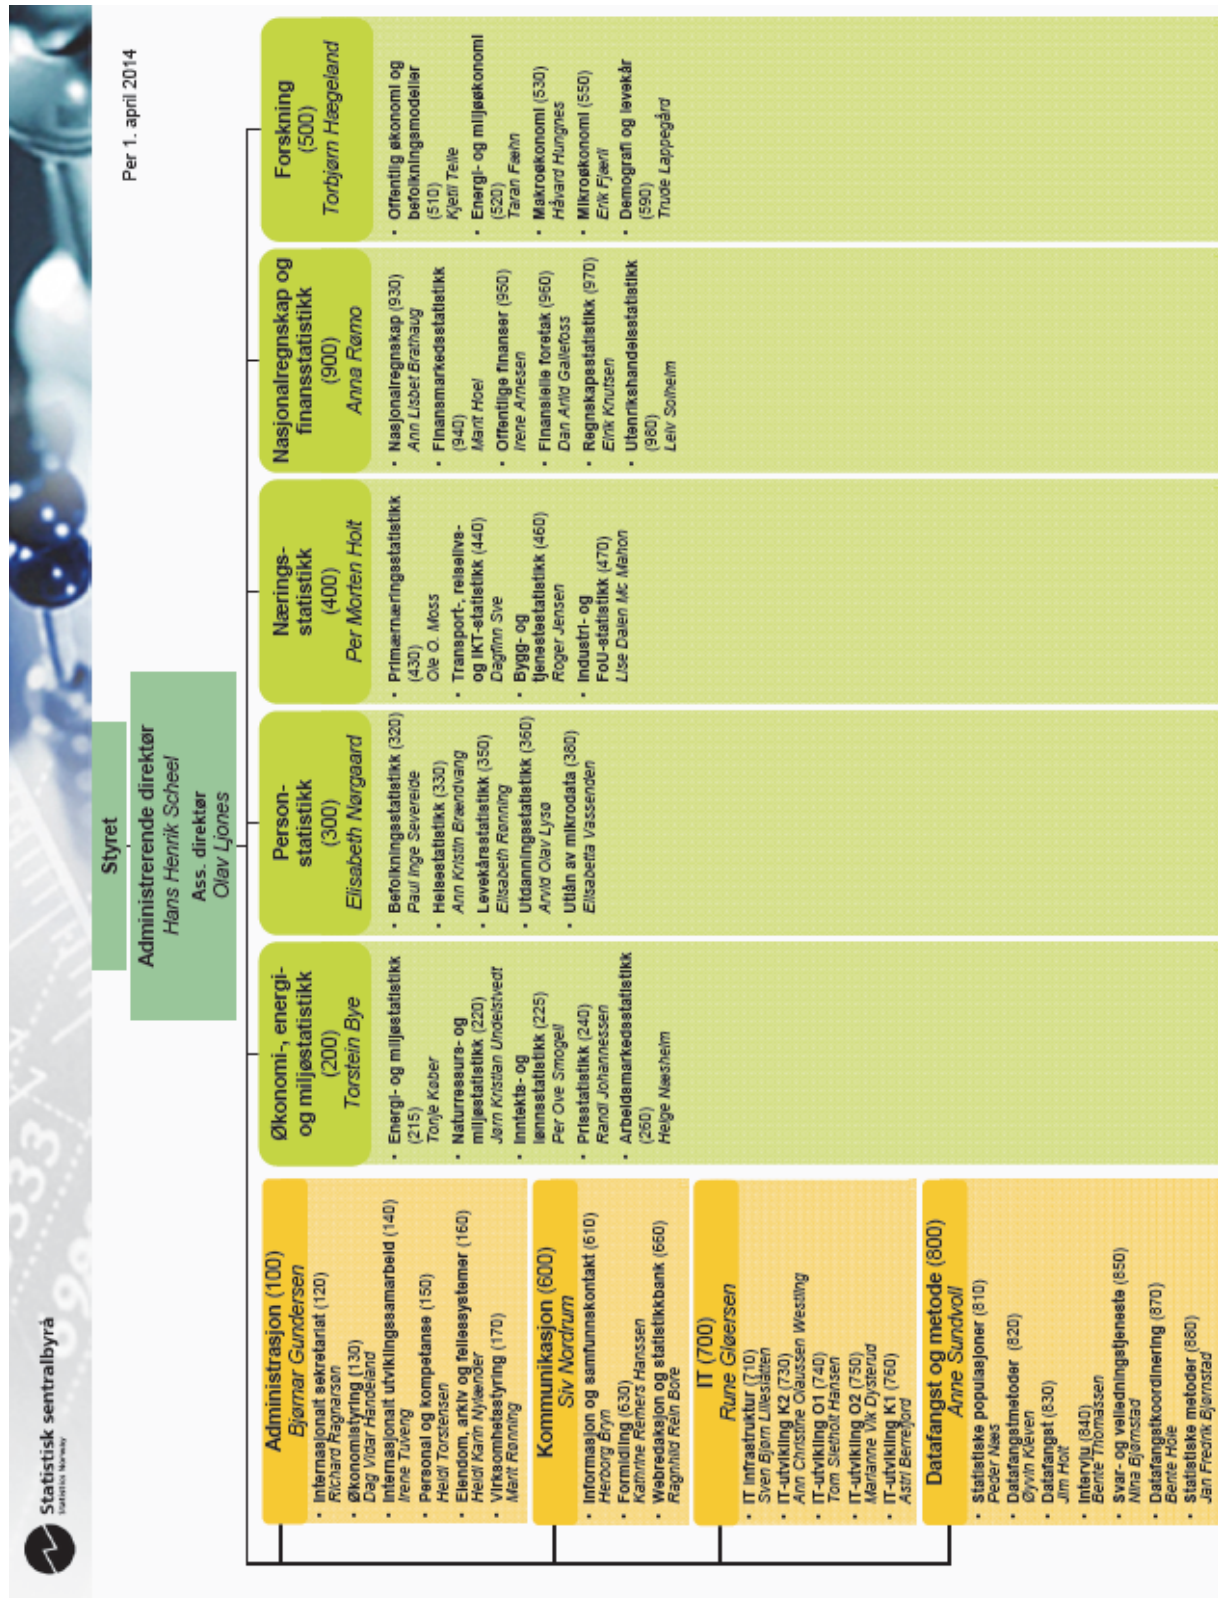 Statistisk sentralbyrå
Statistics Norway
Per 1. april 2014
Styret
Administrerende direktør
Hans Henrik Scheel
Ass. direktør
Olav Ljones
Administrasjon (100)
Bjørnar Gundersen
• Internasjonalt sekretariat (120)
Richard Ragnarsøn
• Økonomistyring (130)
Dag Vidar Handeland
• Internasjonalt utviklingssamarbeid (140)
Irene Tuveng
• Personal og kompetanse (150)
Heidi Torstensen
• Eiendom, arkiv og fellessystemer (160)
Heidi Karin Nylænder
• Virksomhetsstyring (170)
Marit Rønning
Kommunikasjon (600)
Siv Nordrum
• Informasjon og samfunnskontakt (610)
Herborg Bryn
• Formidling (630)
Kathrine Remers Hanssen
• Webredaksjon og statistikkbank (660)
Ragnhild Rein Bore
IT (700)
Rune Gløersen
• IT Infrastruktur (710)
Sven Bjørn Lilleslåtten
• IT-utvikling K2 (730)
Ann Christine Olaussen Westling
• IT-utvikling O1 (740)
Tom Sletholt Hansen
• IT-utvikling O2 (750)
Marianne Vik Dysterud
• IT-utvikling K1 (760)
Astri Berrefjord
Datafangst og metode (800)
Anne Sundvoll
• Statistiske populasjoner (810)
Peder Næs
• Datafangstmetoder (820)
Øyvin Kleven
• Datafangst (830)
Jim Holt
• Intervju (840)
Bente Thomassen
• Svar- og veiledningstjeneste (850)
Nina Bjørnstad
• Datafangstkoordinering (870)
Bente Hole
• Statistiske metoder (880)
Jan Fredrik Bjørnstad
Økonomi-, energi-
og miljøstatistikk
(200)
Torstein Bye
• Energi- og miljøstatistikk
(215)
Tonje Køber
• Naturressurs- og
miljøstatistikk (220)
Jørn Kristian Undelstvedt
• Inntekts- og
lønnsstatistikk (225)
Per Ove Smogeli
• Prisstatistikk (240)
Randi Johannessen
• Arbeidsmarkedsstatistikk
(260)
Helge Næsheim
Person-
statistikk
(300)
Elisabeth Nørgaard
• Befolkningsstatistikk (320)
Paul Inge Severeide
• Helsestatistikk (330)
Ann Kristin Brændvang
• Levekårsstatistikk (350)
Elisabeth Rønning
• Utdanningsstatistikk (360)
Arvid Olav Lysø
• Utlån av mikrodata (380)
Elisabetta Vassenden
Nærings-
statistikk
(400)
Per Morten Holt
• Primærnæringsstatistikk
(430)
Ole O. Moss
• Transport-, reiselivs-
og IKT-statistikk (440)
Dagfinn Sve
• Bygg- og
tjenestestatistikk (460)
Roger Jensen
• Industri- og
FoU-statistikk (470)
Lise Dalen Mc Mahon
Nasjonalregnskap og
finansstatistikk
(900)
Anna Rømo
• Nasjonalregnskap (930)
Ann Lisbet Brathaug
• Finansmarkedsstatistikk
(940)
Marit Hoel
• Offentlige finanser (950)
Irene Arnesen
• Finansielle foretak (960)
Dan Arild Gallefoss
• Regnskapsstatistikk (970)
Eirik Knutsen
• Utenrikshandelsstatistikk
(980)
Leiv Solheim
Forskning
(500)
Torbjørn Hægeland
• Offentlig økonomi og
befolkningsmodeller
(510)
Kjetil Telle
• Energi- og miljøøkonomi
(520)
Taran Fæhn
• Makroøkonomi (530)
Håvard Hungnes
• Mikroøkonomi (550)
Erik Fjærli
• Demografi og levekår
(590)
Trude Lappegård